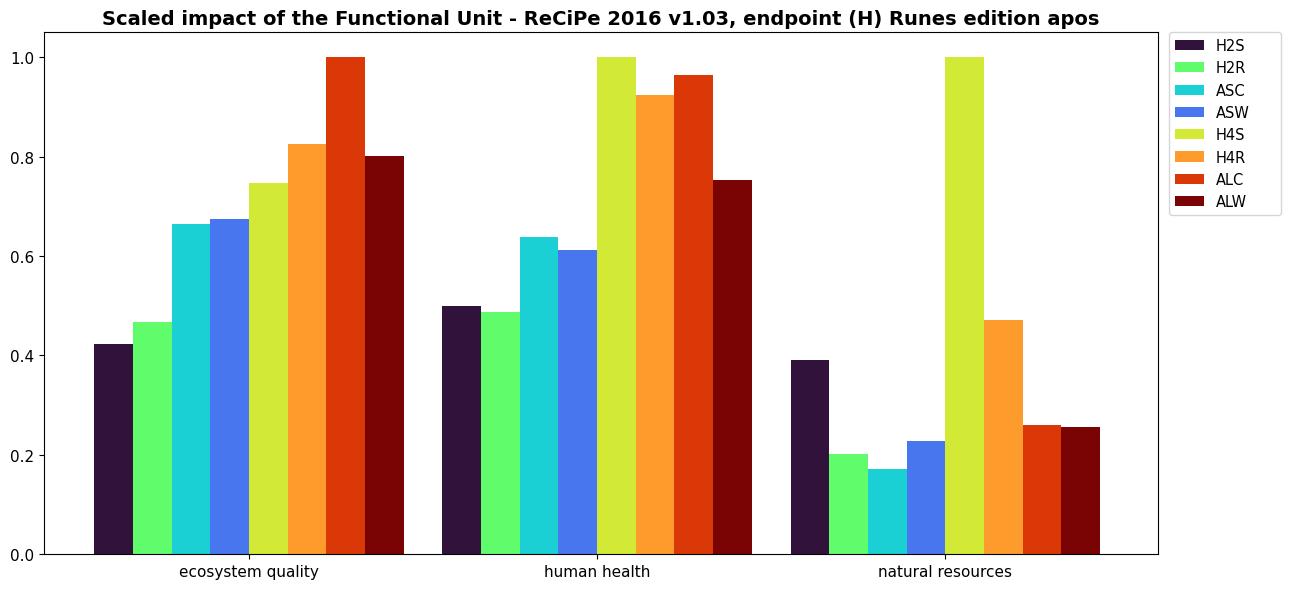 Scaled impact of the Functional Unit - ReCiPe 2016 v1.03, endpoint (H) Runes edition apos
1.0
0.8
0.6
0.4
0.2
0.0
ecosystem quality
human health
natural resources
H2S
H2R
ASC
ASW
H4S
H4R
ALC
ALW